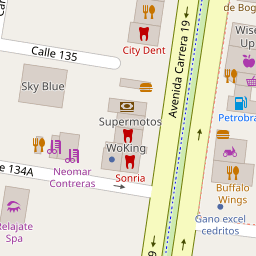 de Bog
Wise
Up
City Dent
Calle 135
Avenida Carrera 19
Sky Blue
Petrobra
Supermotos
WoKing
e 134A
Neomar
Contreras
Sonria
Buffalo
Wings
Relajate
Spa
Gano excel
cedritos